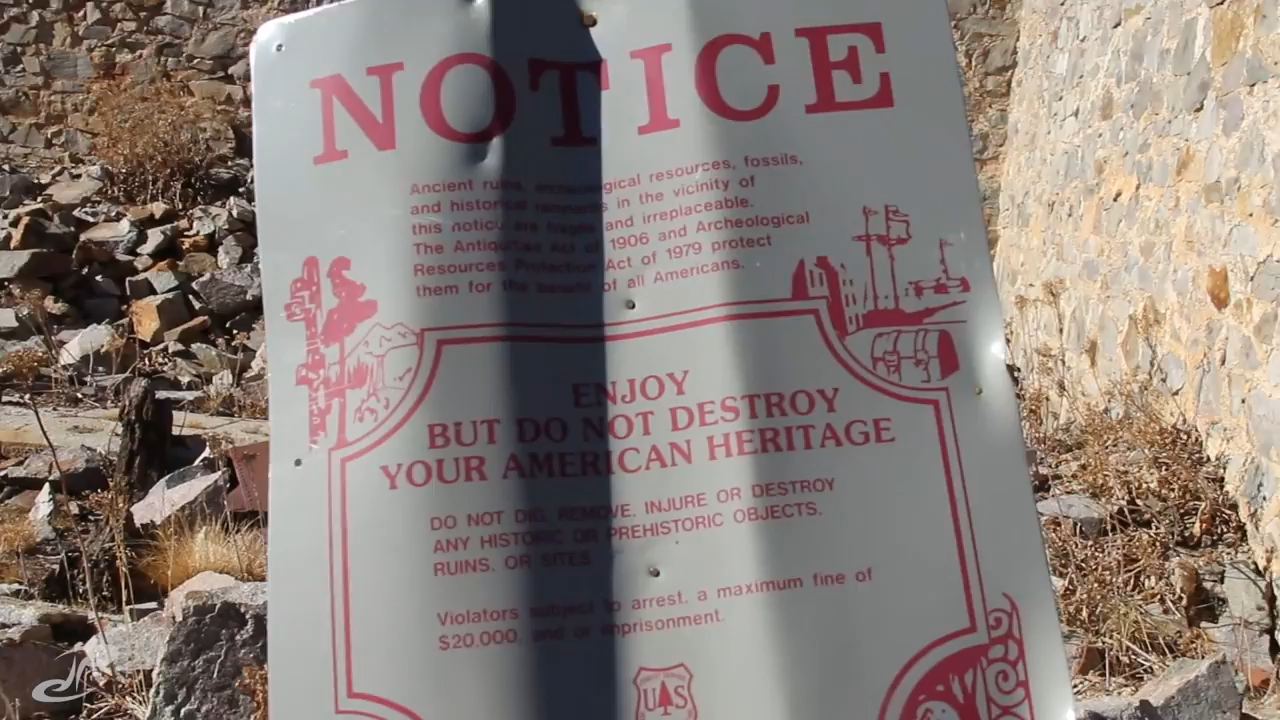 NOTICE
Ancient ruins, archeological resources, fossils,
and historical remnants in the vicinity of
this notice are fragile and irreplaceable.
The Antiquities Act of 1906 and Archeological
Resources Protection Act of 1979 protect
them for the benefit of all Americans.
ENJOY
BUT DO NOT DESTROY
YOUR AMERICAN HERITAGE
DO NOT DIG, REMOVE, INJURE OR DESTROY
ANY HISTORIC OR PREHISTORIC OBJECTS,
RUINS, OR SITES.
Violators subject to arrest, a maximum fine of
$20,000, and or imprisonment.
U S